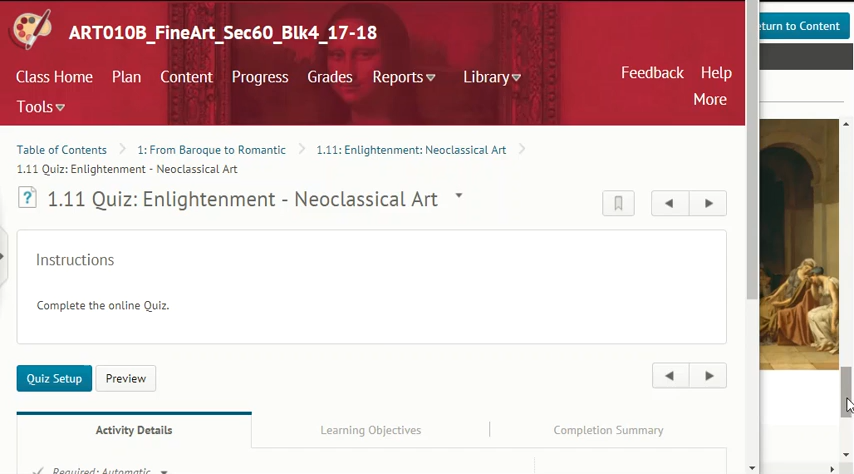 ART010B_FineArt_Sec60_Blk4_17-18
eturn to Content
Class Home Plan Content Progress Grades Reports Library Feedback Help
Tools More
Table of Contents 1: From Baroque to Romantic 1.11: Enlightenment: Neoclassical Art
1.11 Quiz: Enlightenment - Neoclassical Art
? 1.11 Quiz: Enlightenment - Neoclassical Art
Instructions
Complete the online Quiz.
Quiz Setup Preview
Activity Details Learning Objectives Completion Summary
Required: Automatic